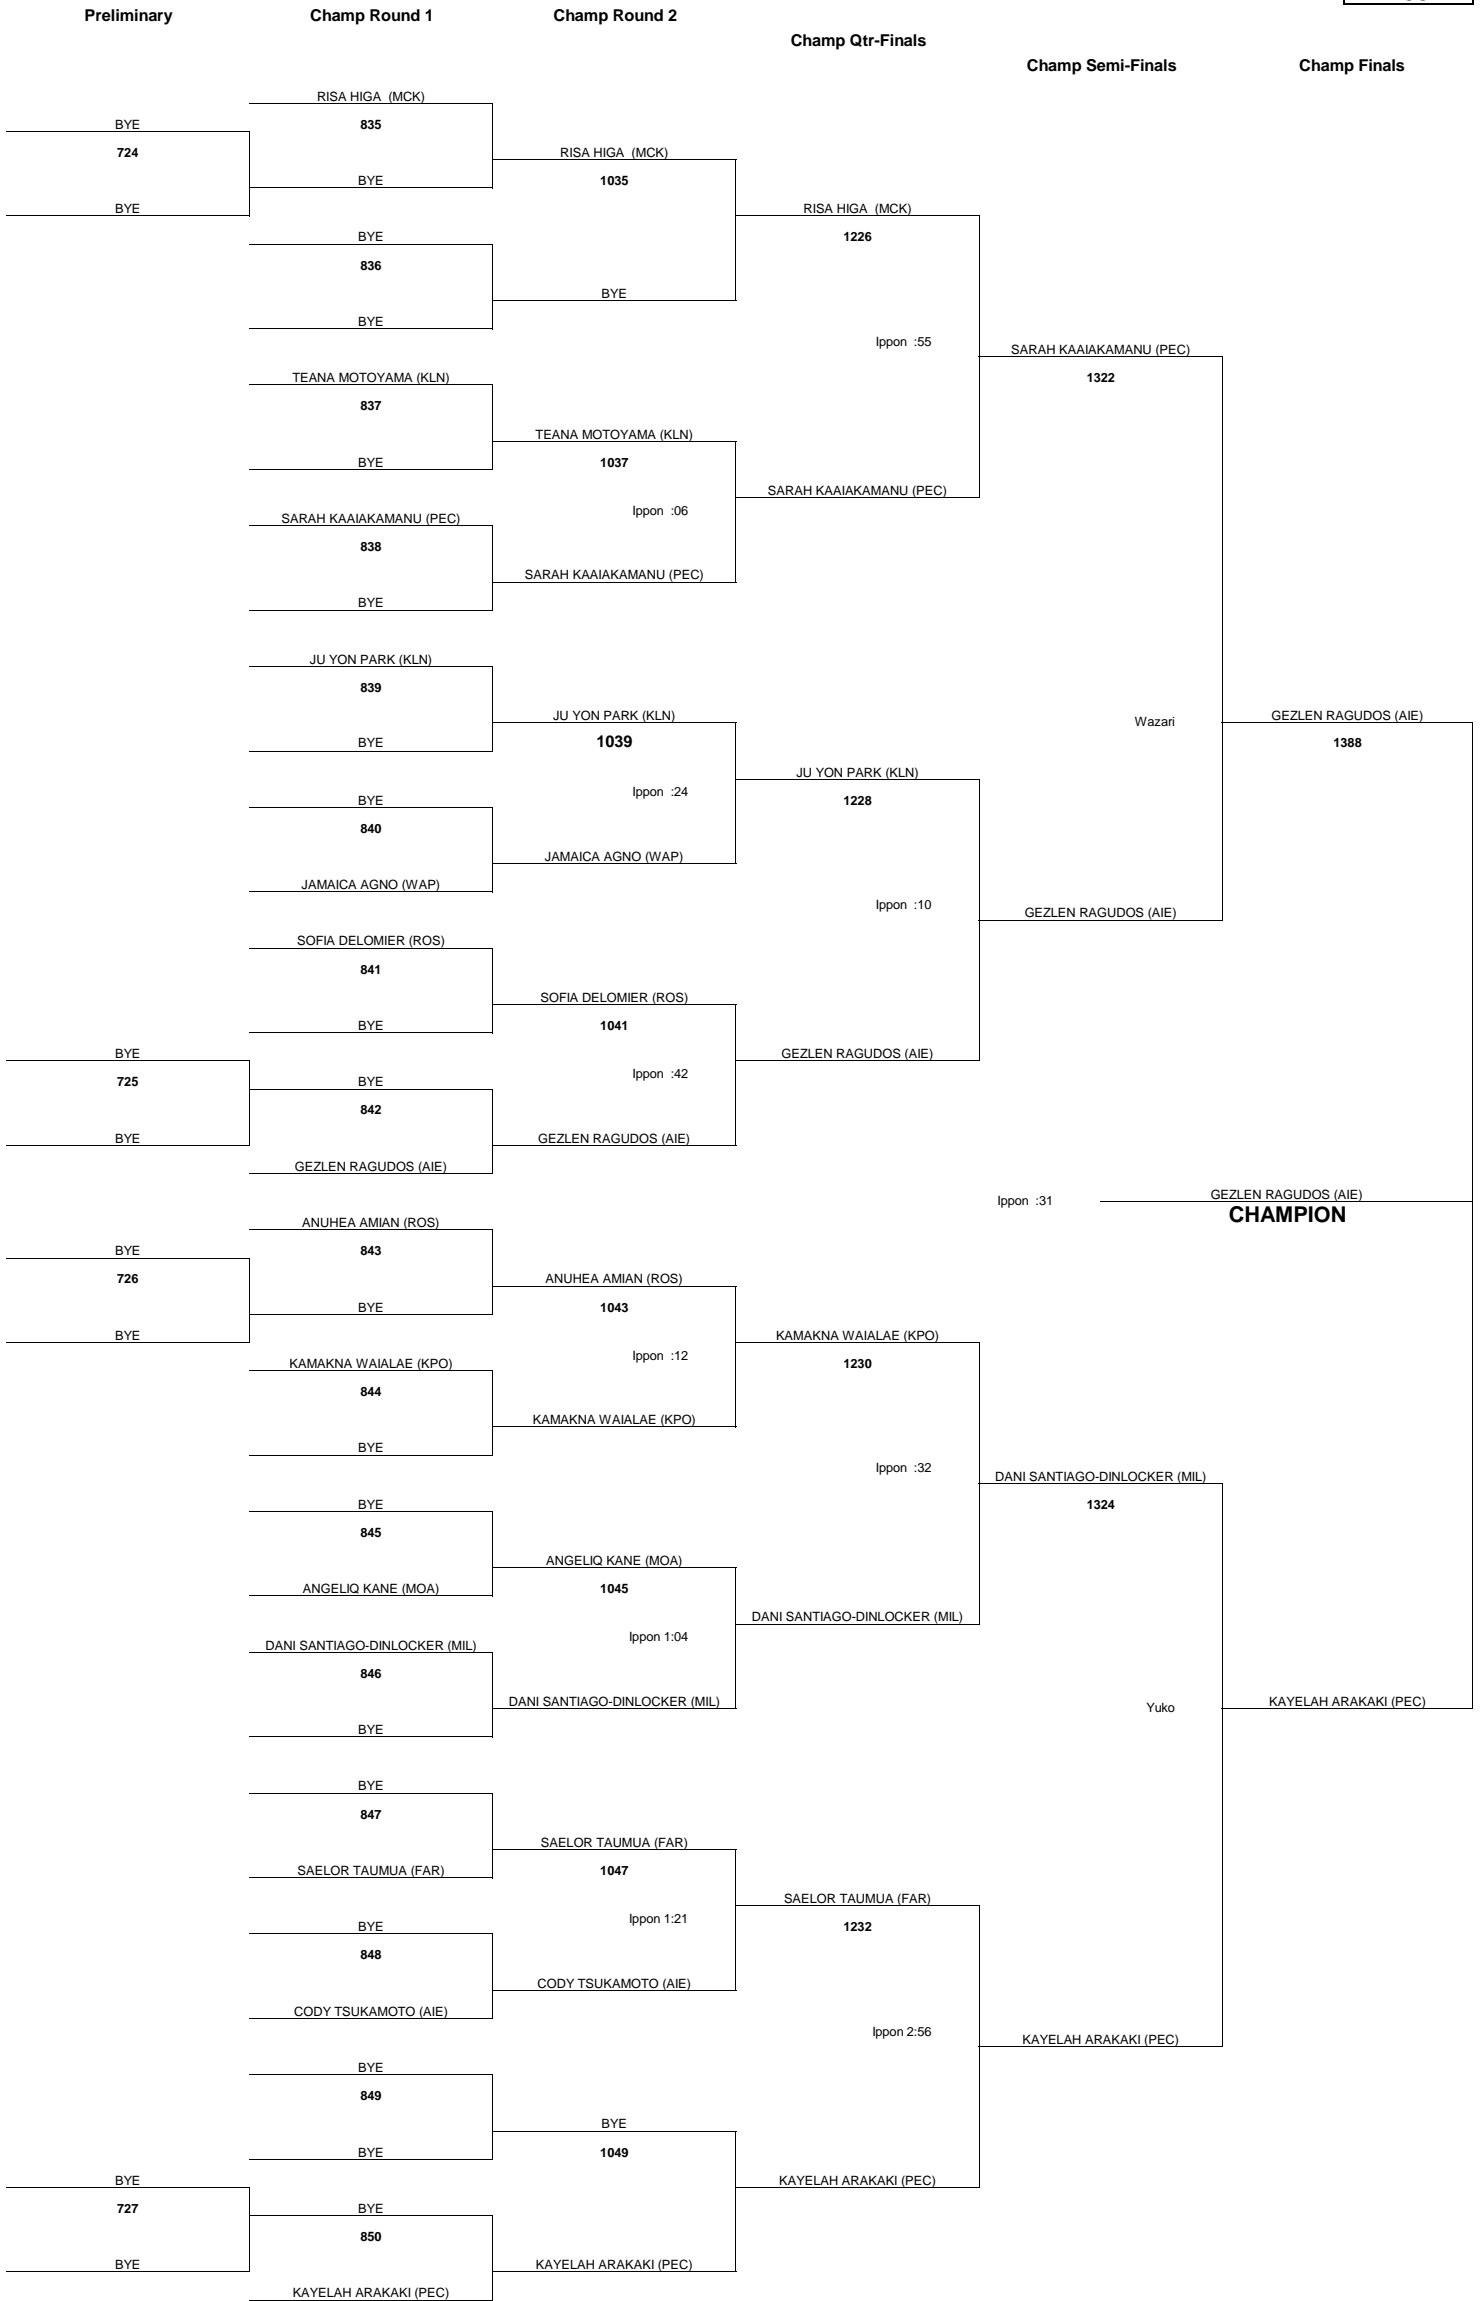 Preliminary
Champ Round 1
Champ Round 2
Champ Qtr-Finals
Champ Semi-Finals
Champ Finals
RISA HIGA (MCK)
BYE
835
724
RISA HIGA (MCK)
BYE
1035
BYE
RISA HIGA (MCK)
BYE
1226
836
BYE
BYE
Ippon :55
SARAH KAAIAKAMANU (PEC)
TEANA MOTOYAMA (KLN)
1322
837
TEANA MOTOYAMA (KLN)
BYE
1037
SARAH KAAIAKAMANU (PEC)
Ippon :06
SARAH KAAIAKAMANU (PEC)
838
SARAH KAAIAKAMANU (PEC)
BYE
JU YON PARK (KLN)
839
JU YON PARK (KLN)
Wazari
GEZLEN RAGUDOS (AIE)
BYE
1039
1388
JU YON PARK (KLN)
Ippon :24
BYE
1228
840
JAMAICA AGNO (WAP)
JAMAICA AGNO (WAP)
Ippon :10
GEZLEN RAGUDOS (AIE)
SOFIA DELOMIER (ROS)
841
SOFIA DELOMIER (ROS)
BYE
1041
BYE
GEZLEN RAGUDOS (AIE)
Ippon :42
725
BYE
842
BYE
GEZLEN RAGUDOS (AIE)
GEZLEN RAGUDOS (AIE)
Ippon :31
GEZLEN RAGUDOS (AIE)
CHAMPION
ANUHEA AMIAN (ROS)
BYE
843
726
ANUHEA AMIAN (ROS)
BYE
1043
BYE
KAMAKNA WAIALAE (KPO)
Ippon :12
KAMAKNA WAIALAE (KPO)
1230
844
KAMAKNA WAIALAE (KPO)
BYE
Ippon :32
DANI SANTIAGO-DINLOCKER (MIL)
BYE
1324
845
ANGELIQ KANE (MOA)
ANGELIQ KANE (MOA)
1045
DANI SANTIAGO-DINLOCKER (MIL)
Ippon 1:04
DANI SANTIAGO-DINLOCKER (MIL)
846
DANI SANTIAGO-DINLOCKER (MIL)
Yuko
KAYELAH ARAKAKI (PEC)
BYE
BYE
847
SAELOR TAUMUA (FAR)
SAELOR TAUMUA (FAR)
1047
SAELOR TAUMUA (FAR)
Ippon 1:21
BYE
1232
848
CODY TSUKAMOTO (AIE)
CODY TSUKAMOTO (AIE)
Ippon 2:56
KAYELAH ARAKAKI (PEC)
BYE
849
BYE
BYE
1049
BYE
KAYELAH ARAKAKI (PEC)
727
BYE
850
BYE
KAYELAH ARAKAKI (PEC)
KAYELAH ARAKAKI (PEC)